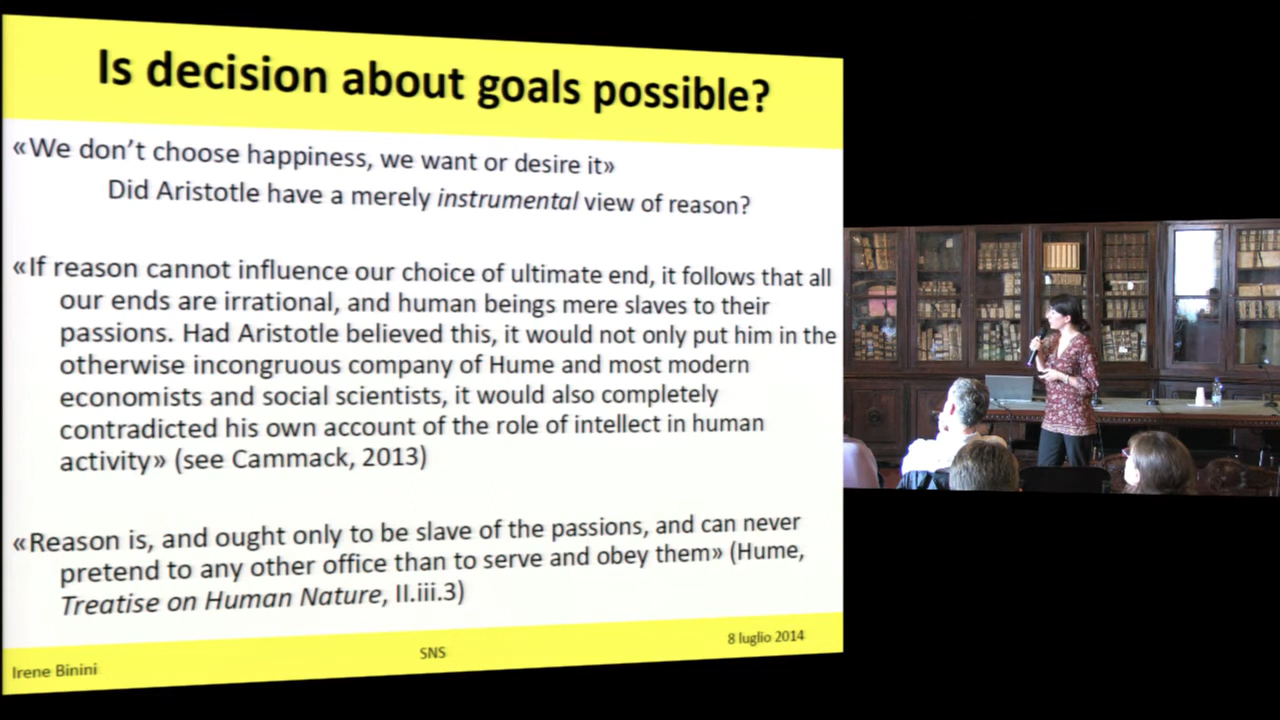 Is decision about goals possible?
«We don't choose happiness, we want or desire it»
Did Aristotle have a merely instrumental view of reason?
«If reason cannot influence our choice of ultimate end, it follows that all
our ends are irrational, and human beings mere slaves to their
passions. Had Aristotle believed this, it would not only put him in the
otherwise incongruous company of Hume and most modern
economists and social scientists, it would also completely
contradicted his own account of the role of intellect in human
activity» (see Cammack, 2013)
«Reason is, and ought only to be slave of the passions, and can never
pretend to any other office than to serve and obey them» (Hume,
Treatise on Human Nature, II.iii.3)
Irene Binini
SNS
8 luglio 2014